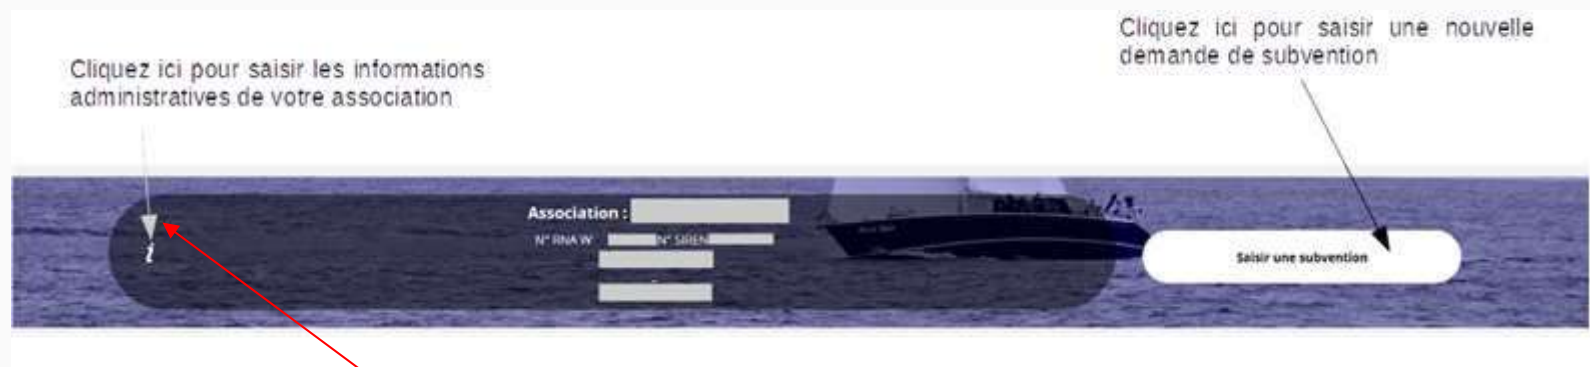 Cliquez ici pour saisir une nouvelle
demande de subvention
Cliquez ici pour saisir les informations
administratives de votre association
Association :
N° RNA W N° SIREN
i
Saisir une subvention